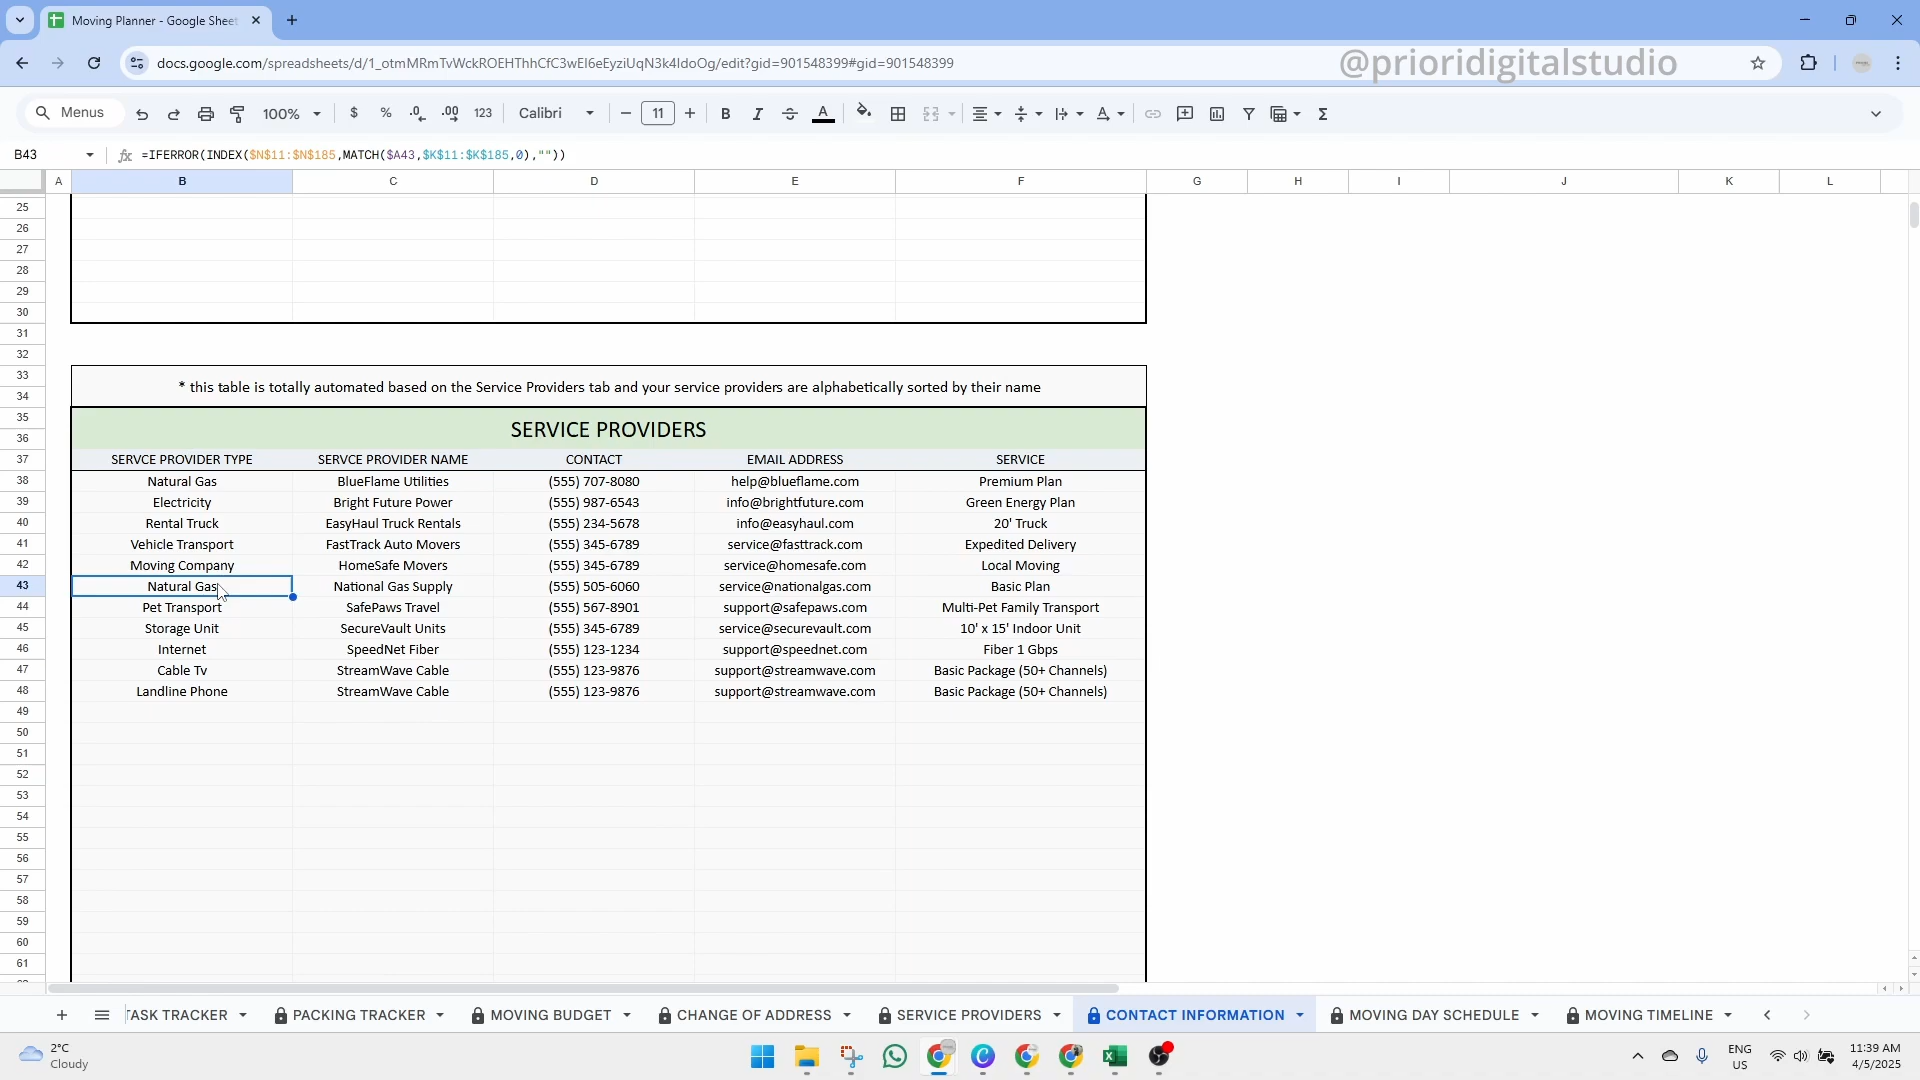 Moving Planner - Google Sheet
docs.google.com/spreadsheets/d/1_otmMRmTvWckROEHThhCfC3wEI6eEyziUqN3k4ldoOg/edit?gid=901548399#gid=901548399
@prioridigitalstudio
Menus 100% $ % .0 .00 123 Calibri 11 B I A
B43 fx =IFERROR(INDEX($N$11:$N$185,MATCH($A43,$K$11:$K$185,0),""))
A B C D E F G H I J K L
25
26
27
28
29
30
31
32
33
34
* this table is totally automated based on the Service Providers tab and your service providers are alphabetically sorted by their name
35
36
SERVICE PROVIDERS
37 SERVCE PROVIDER TYPE SERVCE PROVIDER NAME CONTACT EMAIL ADDRESS SERVICE
38 Natural Gas BlueFlame Utilities (555) 707-8080 help@blueflame.com Premium Plan
39 Electricity Bright Future Power (555) 987-6543 info@brightfuture.com Green Energy Plan
40 Rental Truck EasyHaul Truck Rentals (555) 234-5678 info@easyhaul.com 20' Truck
41 Vehicle Transport FastTrack Auto Movers (555) 345-6789 service@fasttrack.com Expedited Delivery
42 Moving Company HomeSafe Movers (555) 345-6789 service@homesafe.com Local Moving
43 Natural Gas National Gas Supply (555) 505-6060 service@nationalgas.com Basic Plan
44 Pet Transport SafePaws Travel (555) 567-8901 support@safepaws.com Multi-Pet Family Transport
45 Storage Unit SecureVault Units (555) 345-6789 service@securevault.com 10' x 15' Indoor Unit
46 Internet SpeedNet Fiber (555) 123-1234 support@speednet.com Fiber 1 Gbps
47 Cable Tv StreamWave Cable (555) 123-9876 support@streamwave.com Basic Package (50+ Channels)
48 Landline Phone StreamWave Cable (555) 123-9876 support@streamwave.com Basic Package (50+ Channels)
49
50
51
52
53
54
55
56
57
58
59
60
61
TASK TRACKER PACKING TRACKER MOVING BUDGET CHANGE OF ADDRESS SERVICE PROVIDERS CONTACT INFORMATION MOVING DAY SCHEDULE MOVING TIMELINE
2°C
Cloudy
ENG
US
11:39 AM
4/5/2025